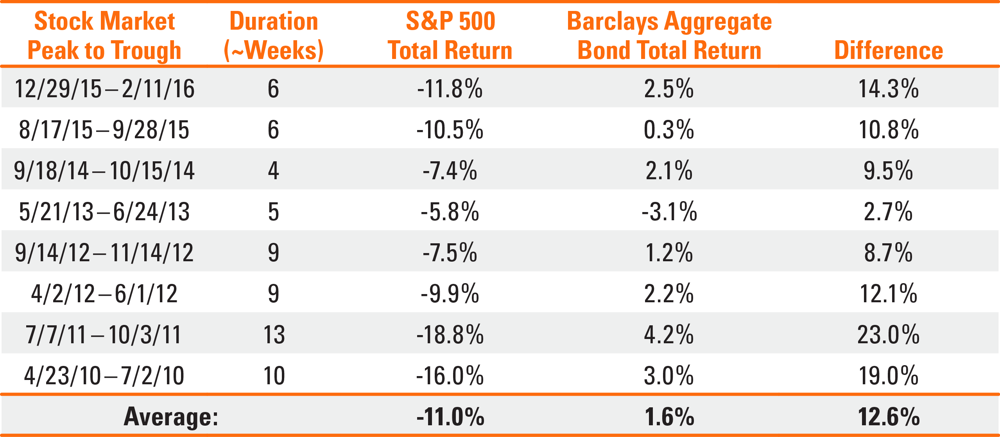 Stock Market Duration S&P 500 Barclays Aggregate
Peak to Trough (~Weeks) Total Return Bond Total Return Difference
12/29/15 – 2/11/16 6 -11.8% 2.5% 14.3%
8/17/15 – 9/28/15 6 -10.5% 0.3% 10.8%
9/18/14 – 10/15/14 4 -7.4% 2.1% 9.5%
5/21/13 – 6/24/13 5 -5.8% -3.1% 2.7%
9/14/12 – 11/14/12 9 -7.5% 1.2% 8.7%
4/2/12 – 6/1/12 9 -9.9% 2.2% 12.1%
7/7/11 – 10/3/11 13 -18.8% 4.2% 23.0%
4/23/10 – 7/2/10 10 -16.0% 3.0% 19.0%
Average: -11.0% 1.6% 12.6%